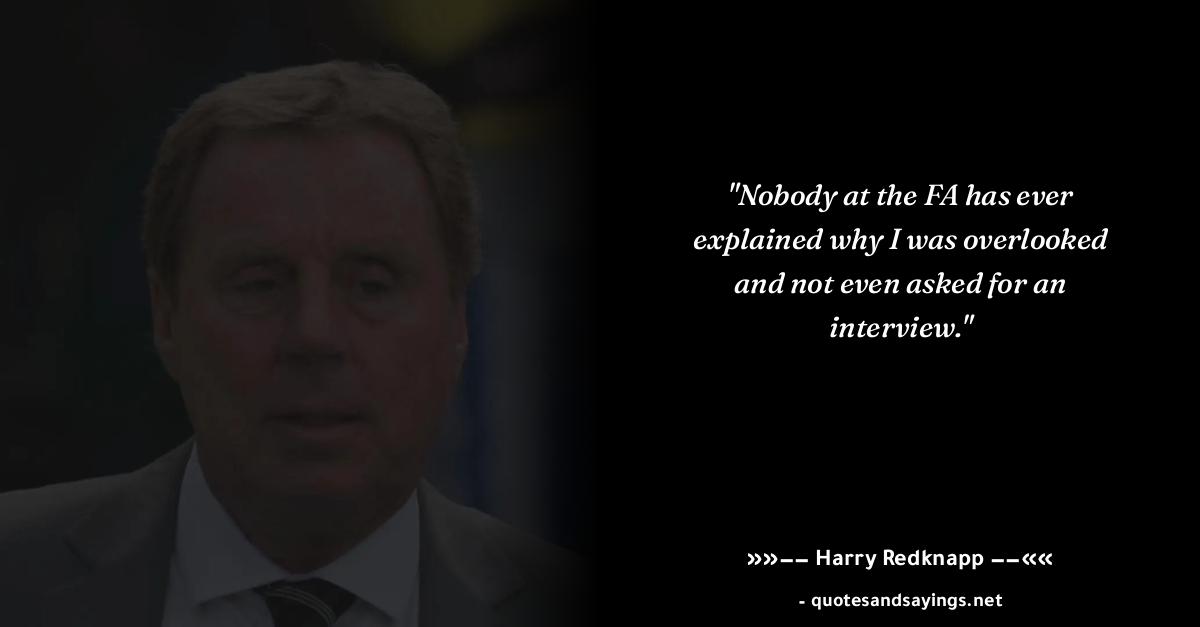 "Nobody at the FA has ever
explained why I was overlooked
and not even asked for an
interview."
»»−− Harry Redknapp −−««
- quotesandsayings.net